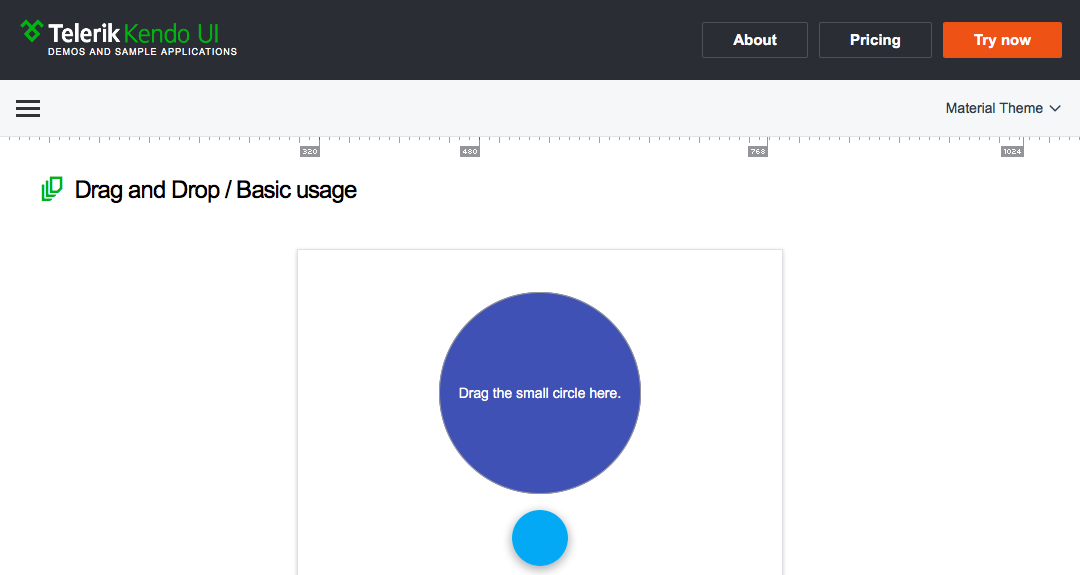 Telerik Kendo UI
DEMOS AND SAMPLE APPLICATIONS
About
Pricing
Try now
Material Theme
320
480
768
1024
Drag and Drop / Basic usage
Drag the small circle here.